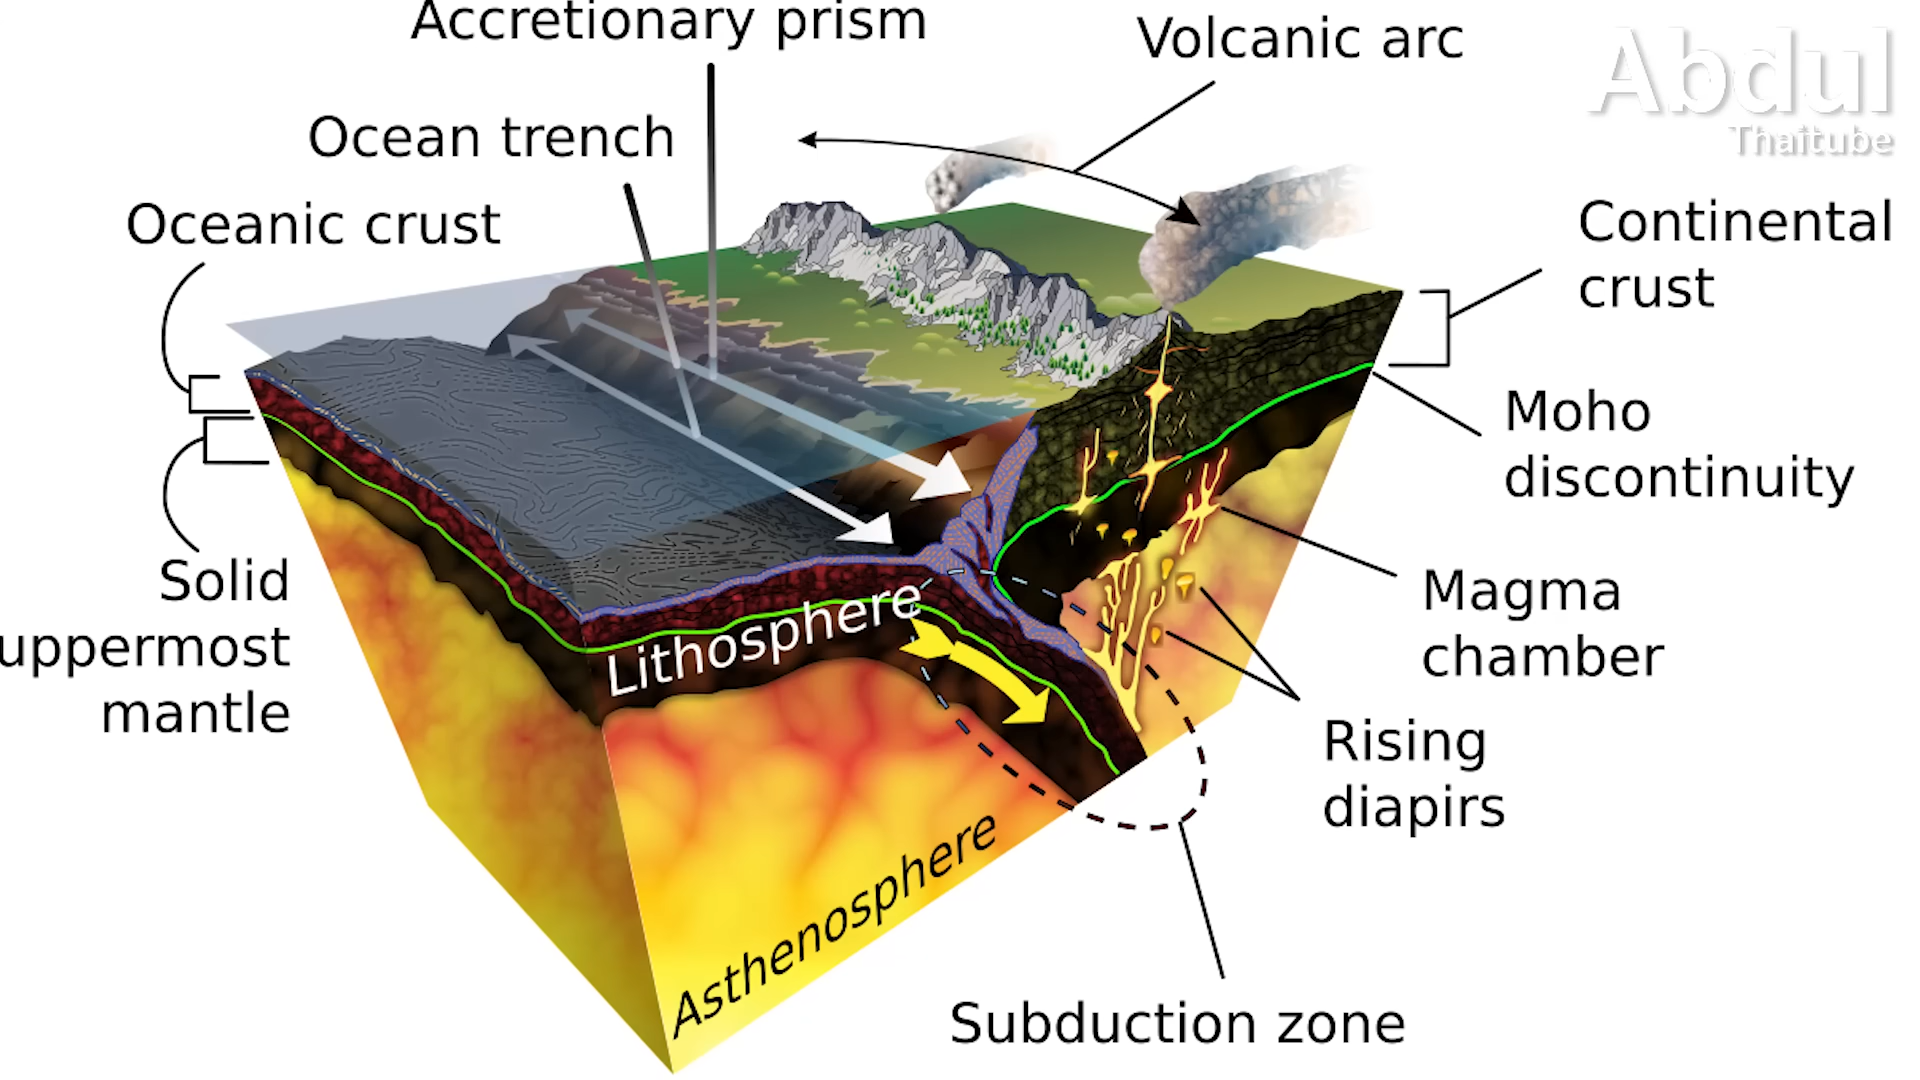 Accretionary prism
Volcanic arc
Abdul
Thaitube
Ocean trench
Oceanic crust
Continental
crust
Moho
discontinuity
Solid
uppermost
mantle
Lithosphere
Magma
chamber
Rising
diapirs
Asthenosphere
Subduction zone